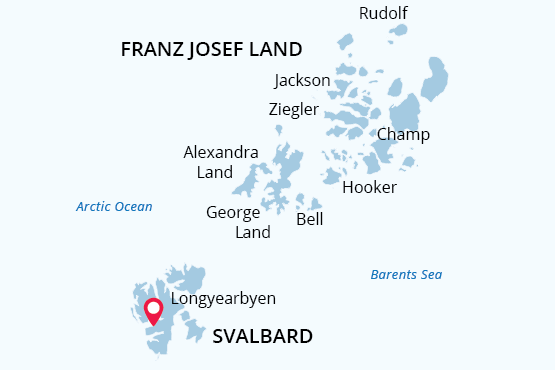 Rudolf
FRANZ JOSEF LAND
Jackson
Ziegler
Champ
Alexandra
Land
Hooker
Arctic Ocean
George
Land
Bell
Barents Sea
Longyearbyen
SVALBARD